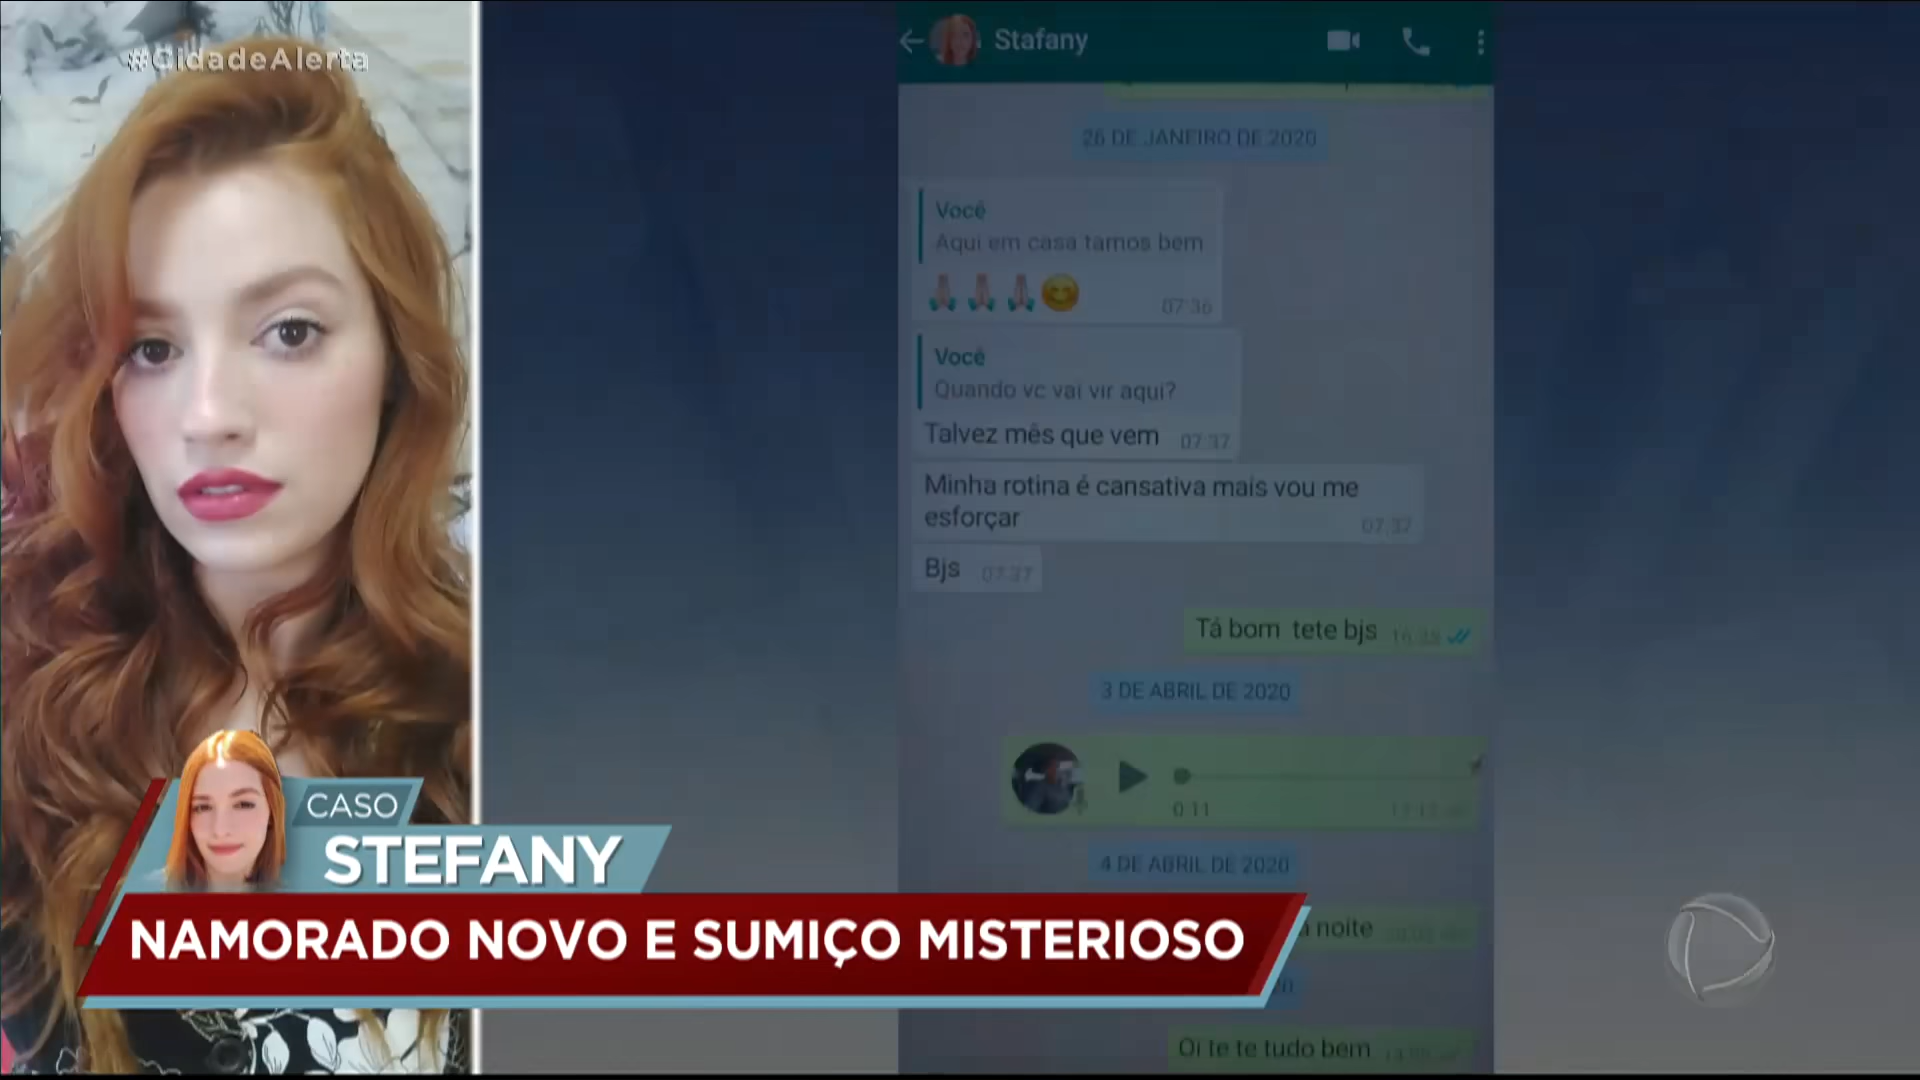 #CidadeAlerta
Stafany
26 DE JANEIRO DE 2020
Você
Aqui em casa tamos bem
07:36
Você
Quando vc vai vir aqui?
Talvez mês que vem 07:37
Minha rotina é cansativa mais vou me
esforçar 07:37
Bjs 07:37
Tá bom tete bjs 16:28
3 DE ABRIL DE 2020
0:11
4 DE ABRIL DE 2020
noite
Oi te te tudo bem
CASO
STEFANY
NAMORADO NOVO E SUMIÇO MISTERIOSO